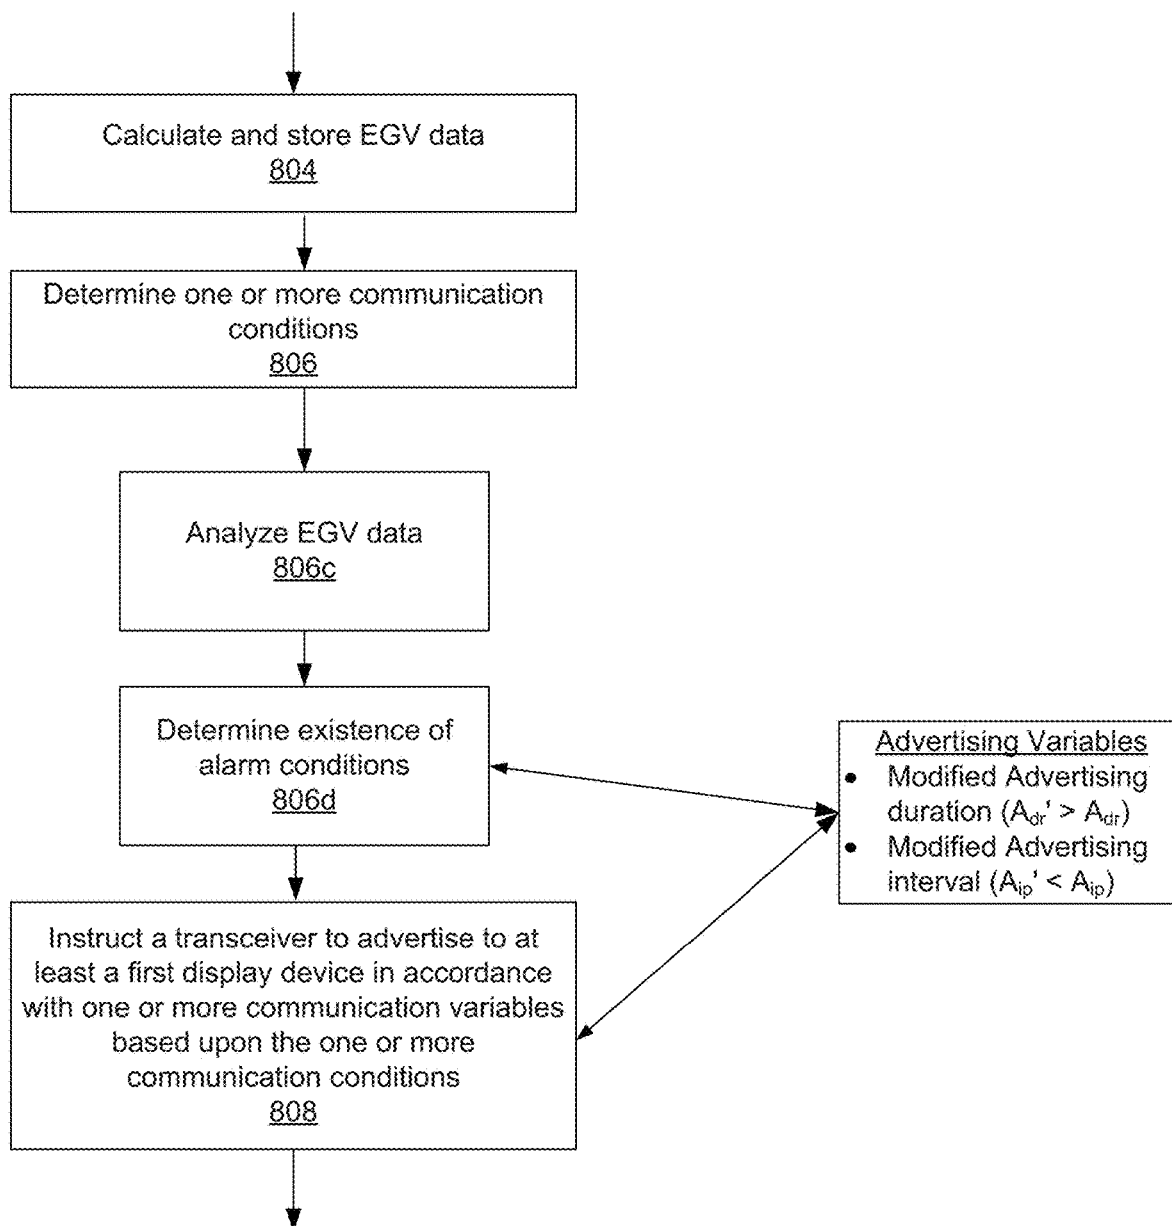 Calculate and store EGV data
804
Determine one or more communication
conditions
806
Analyze EGV data
806c
Determine existence of
alarm conditions
806d
Advertising Variables
• Modified Advertising
duration (Adr' > Adr)
• Modified Advertising
interval (Aip' < Aip)
Instruct a transceiver to advertise to at
least a first display device in accordance
with one or more communication variables
based upon the one or more
communication conditions
808